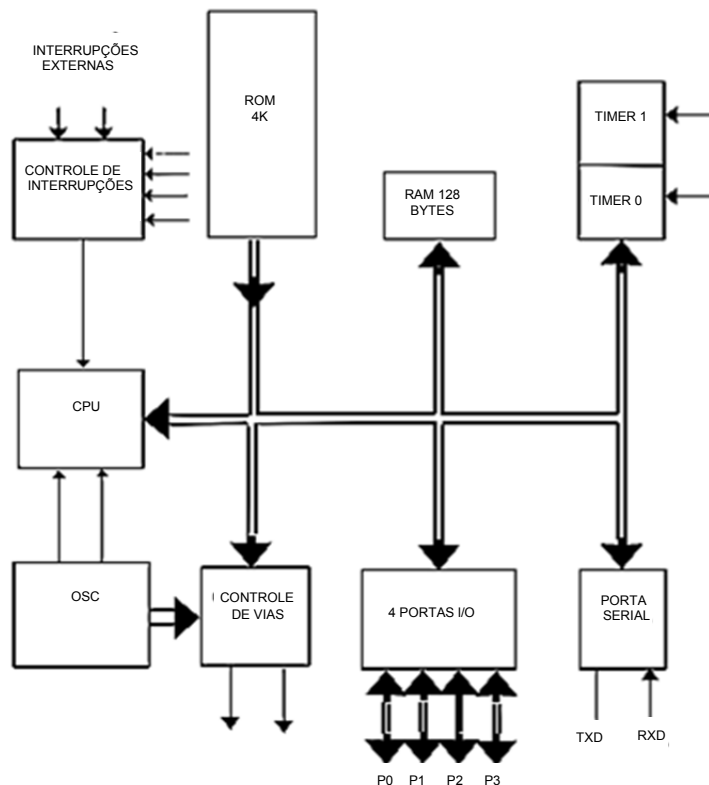 INTERRUPÇÕES
EXTERNAS
ROM
4K
TIMER 1
CONTROLE DE
INTERRUPÇÕES
RAM 128
BYTES
TIMER 0
CPU
OSC
CONTROLE
DE VIAS
4 PORTAS I/O
PORTA
SERIAL
TXD
RXD
P0
P1
P2
P3